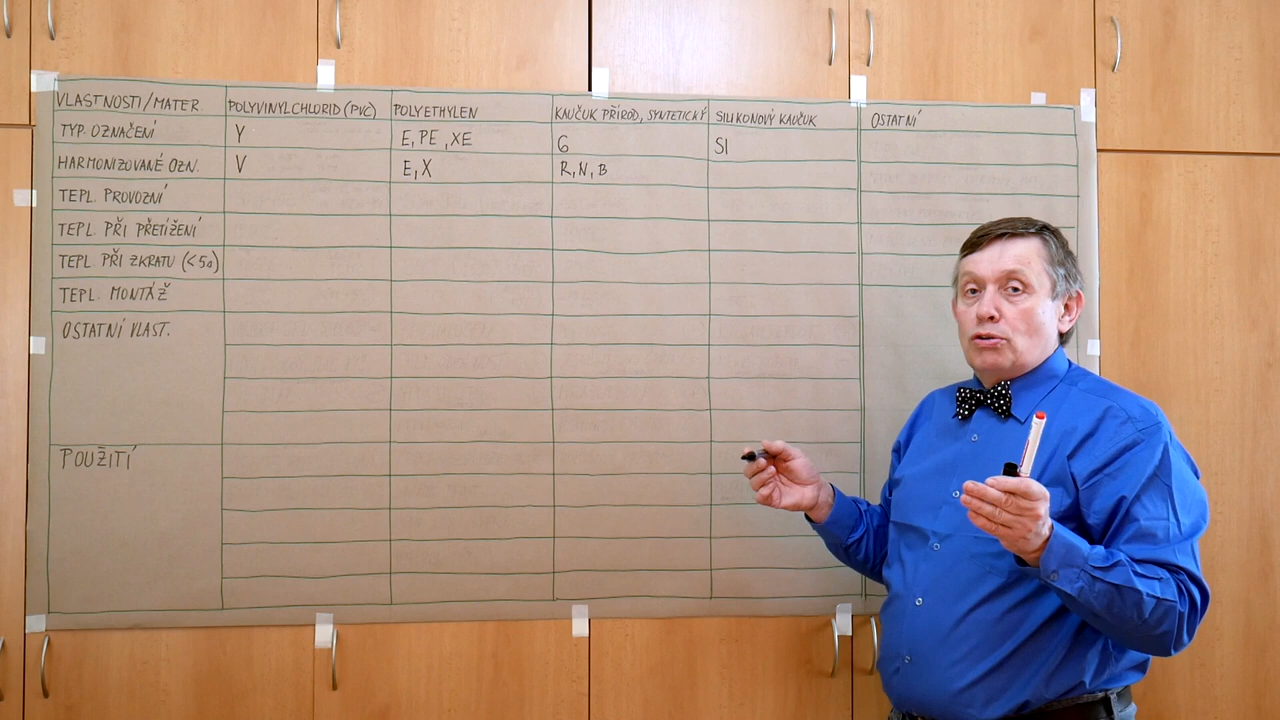 VLASTNOSTI/MATER. POLYVINYLCHLORID (PVC) POLYETHYLEN KAUČUK PŘÍROD, SYNTETICKÝ SILIKONOVÝ KAUČUK OSTATNÍ
TYP. OZNAČENÍ Y E, PE, XE G SI
HARMONIZOVANÉ OZN. V E, X R, N, B
TEPL. PROVOZNÍ
TEPL. PŘI PŘETÍŽENÍ
TEPL. PŘI ZKRATU (<5s)
TEPL. MONTÁŽ
OSTATNÍ VLAST.
POUŽITÍ